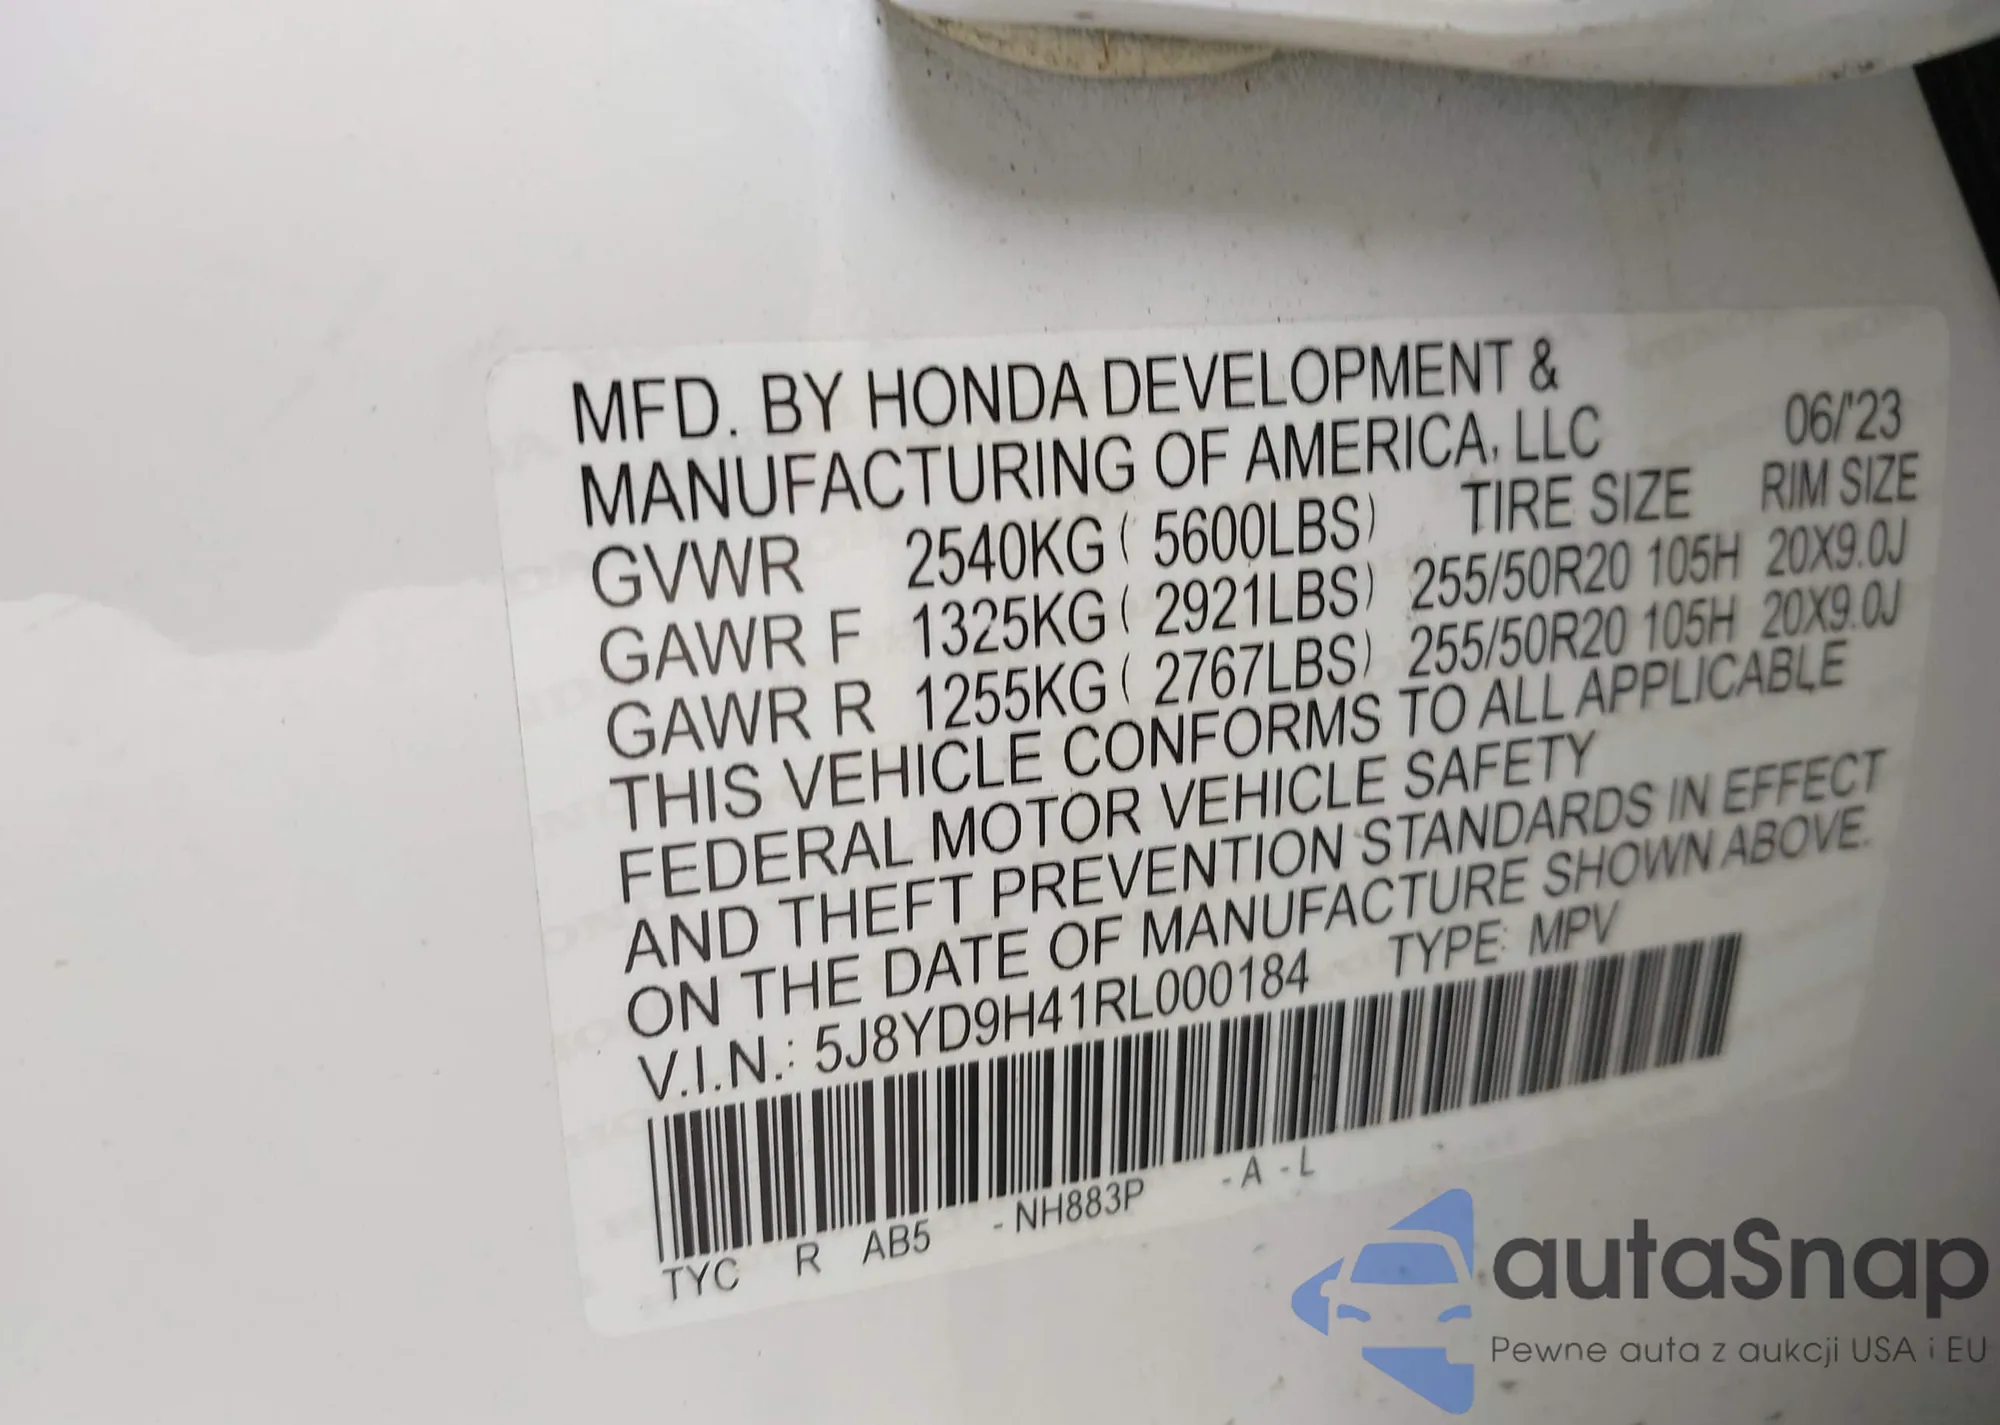 MFD. BY HONDA DEVELOPMENT &
MANUFACTURING OF AMERICA, LLC 06/'23
GVWR 2540KG ( 5600LBS) TIRE SIZE RIM SIZE
GAWR F 1325KG ( 2921LBS) 255/50R20 105H 20X9.0J
GAWR R 1255KG ( 2767LBS) 255/50R20 105H 20X9.0J
THIS VEHICLE CONFORMS TO ALL APPLICABLE
FEDERAL MOTOR VEHICLE SAFETY
AND THEFT PREVENTION STANDARDS IN EFFECT
ON THE DATE OF MANUFACTURE SHOWN ABOVE.
V.I.N.: 5J8YD9H41RL000184 TYPE: MPV
TYC R AB5 - NH883P - A - L
autaSnap
Pewne auta z aukcji USA i EU